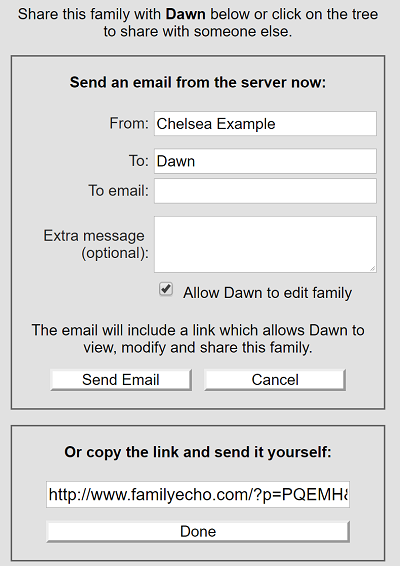 Share this family with Dawn below or click on the tree
to share with someone else.
Send an email from the server now:
From: Chelsea Example
To: Dawn
To email:
Extra message
(optional):
Allow Dawn to edit family
The email will include a link which allows Dawn to
view, modify and share this family.
Send Email Cancel
Or copy the link and send it yourself:
http://www.familyecho.com/?p=PQEMH&
Done